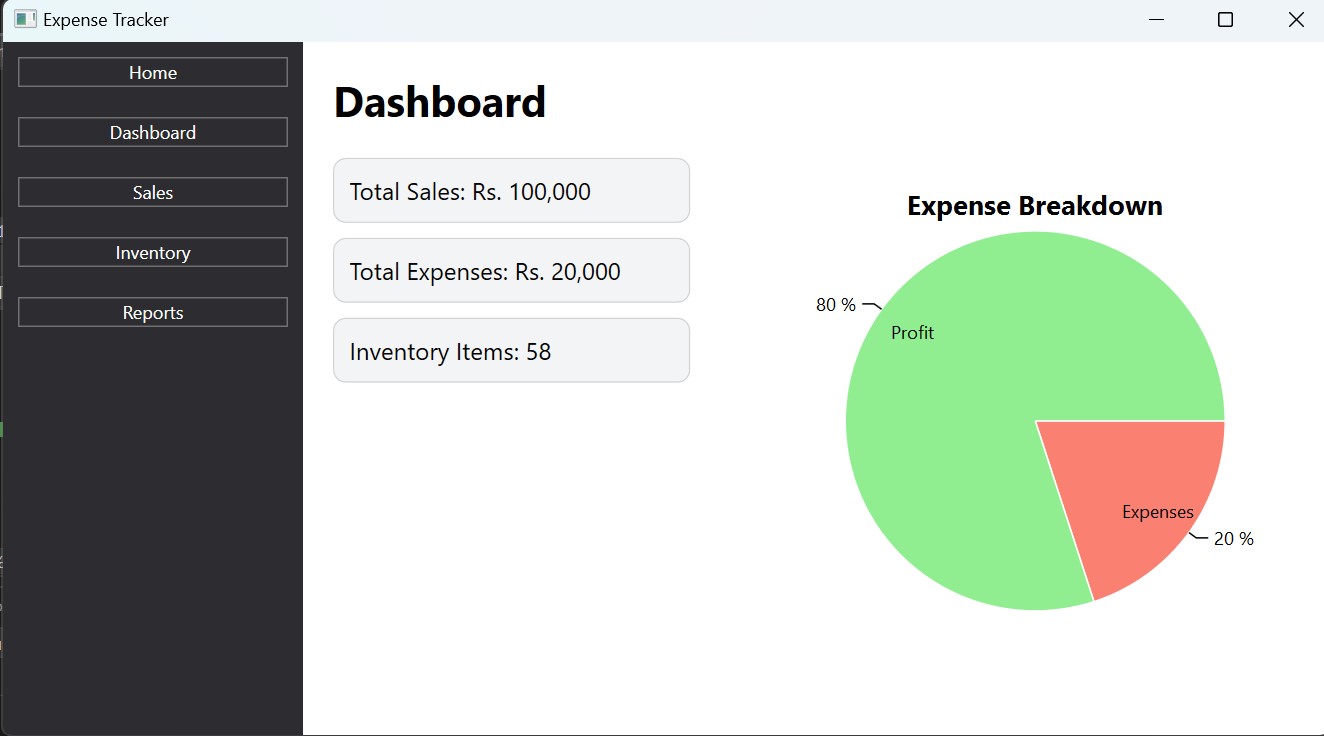 Expense Tracker
Home
Dashboard
Sales
Inventory
Reports
Dashboard
Total Sales: Rs. 100,000
Total Expenses: Rs. 20,000
Inventory Items: 58
Expense Breakdown
80 %
Profit
Expenses
20 %